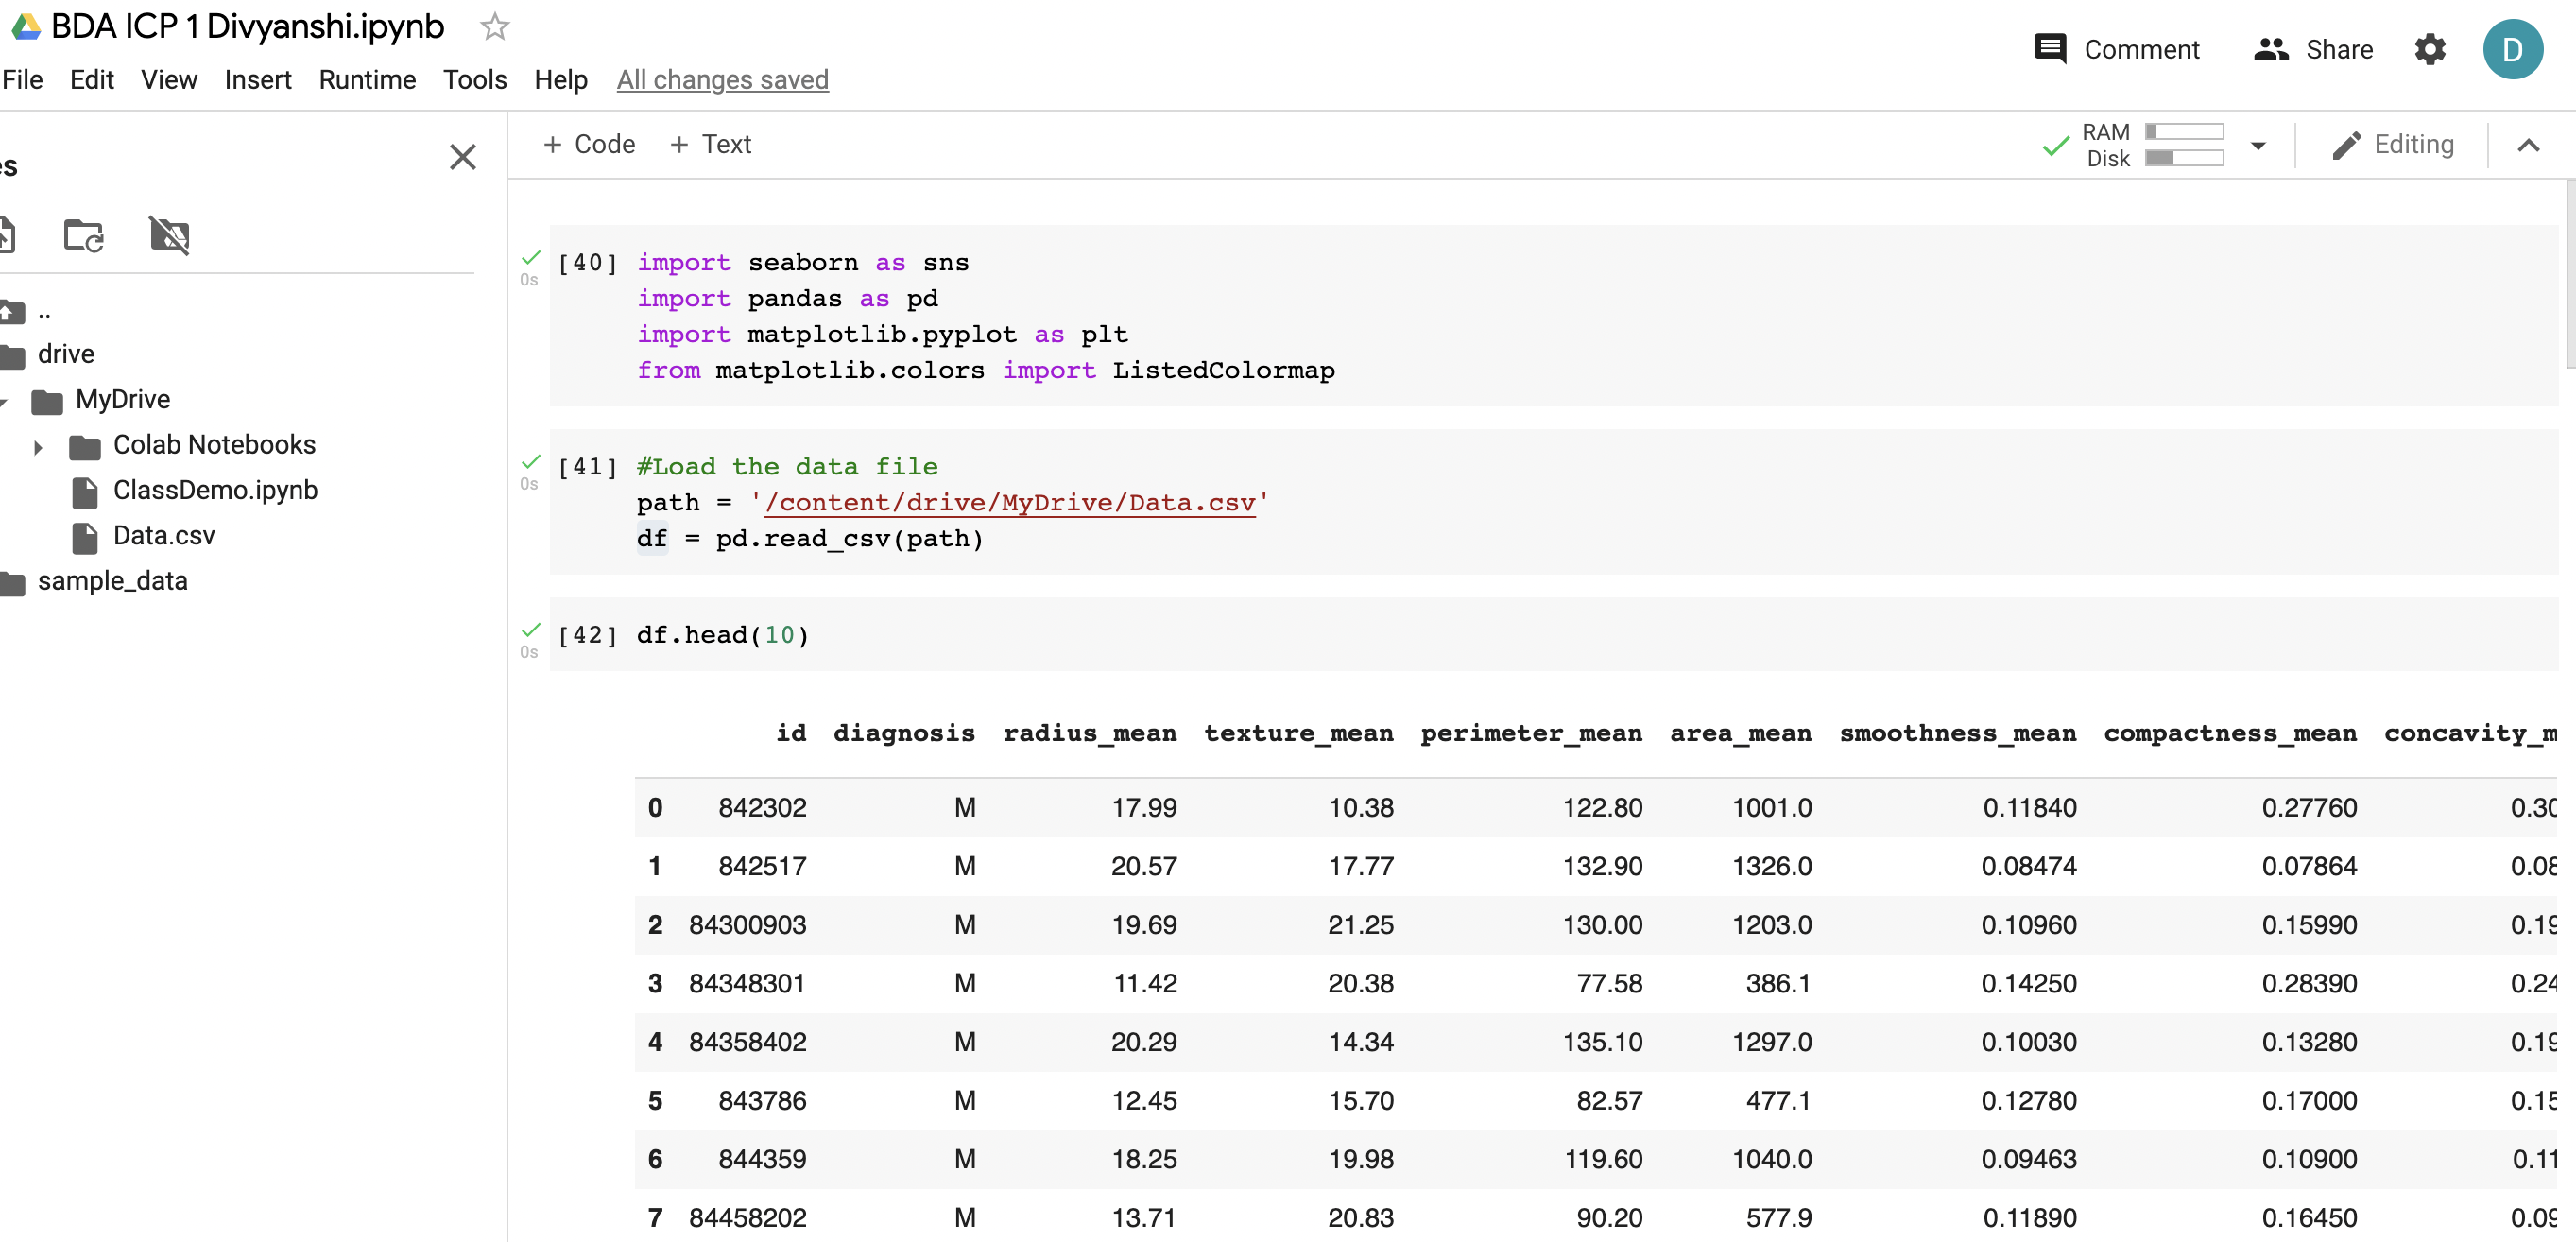 BDA ICP 1 Divyanshi.ipynb
File Edit View Insert Runtime Tools Help All changes saved
Comment Share D
+ Code + Text
RAM
Disk
Editing
es
..
drive
MyDrive
Colab Notebooks
ClassDemo.ipynb
Data.csv
sample_data
[40] import seaborn as sns
0s
import pandas as pd
import matplotlib.pyplot as plt
from matplotlib.colors import ListedColormap
[41] #Load the data file
0s
path = '/content/drive/MyDrive/Data.csv'
df = pd.read_csv(path)
[42] df.head(10)
0s
id diagnosis radius_mean texture_mean perimeter_mean area_mean smoothness_mean compactness_mean concavity_m
0 842302 M 17.99 10.38 122.80 1001.0 0.11840 0.27760 0.30
1 842517 M 20.57 17.77 132.90 1326.0 0.08474 0.07864 0.08
2 84300903 M 19.69 21.25 130.00 1203.0 0.10960 0.15990 0.19
3 84348301 M 11.42 20.38 77.58 386.1 0.14250 0.28390 0.24
4 84358402 M 20.29 14.34 135.10 1297.0 0.10030 0.13280 0.19
5 843786 M 12.45 15.70 82.57 477.1 0.12780 0.17000 0.15
6 844359 M 18.25 19.98 119.60 1040.0 0.09463 0.10900 0.11
7 84458202 M 13.71 20.83 90.20 577.9 0.11890 0.16450 0.09